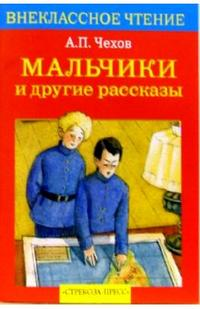 ВНЕКЛАССНОЕ ЧТЕНИЕ
А.П. Чехов
МАЛЬЧИКИ
и другие рассказы
«СТРЕКОЗА-ПРЕСС»